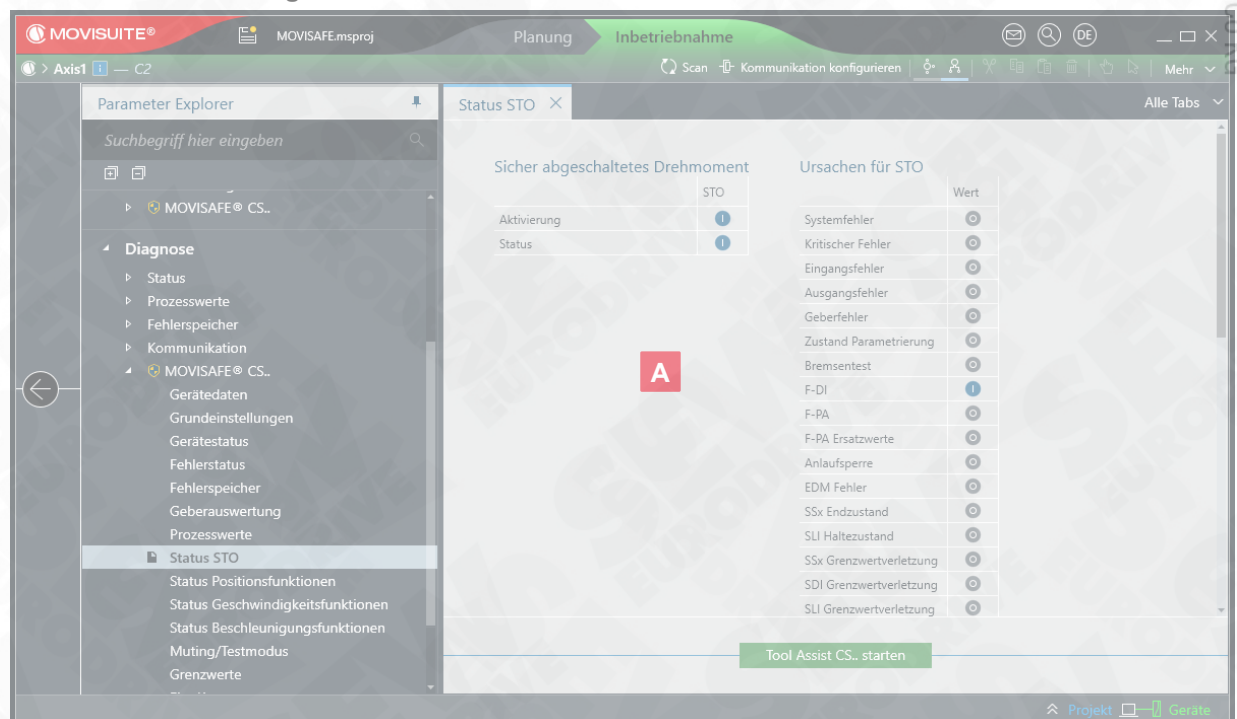 MOVISUITE®
MOVISAFE.msproj
Planung
Inbetriebnahme
DE
Axis1 i — C2
Scan
Kommunikation konfigurieren
Mehr
Parameter Explorer
Suchbegriff hier eingeben
MOVISAFE® CS..
Diagnose
Status
Prozesswerte
Fehlerspeicher
Kommunikation
MOVISAFE® CS..
Gerätedaten
Grundeinstellungen
Gerätestatus
Fehlerstatus
Fehlerspeicher
Geberauswertung
Prozesswerte
Status STO
Status Positionsfunktionen
Status Geschwindigkeitsfunktionen
Status Beschleunigungsfunktionen
Muting/Testmodus
Grenzwerte
Status STO
Alle Tabs
Sicher abgeschaltetes Drehmoment
STO
Aktivierung I
Status I
A
Ursachen für STO
Wert
Systemfehler O
Kritischer Fehler O
Eingangsfehler O
Ausgangsfehler O
Geberfehler O
Zustand Parametrierung O
Bremsentest O
F-DI I
F-PA O
F-PA Ersatzwerte O
Anlaufsperre O
EDM Fehler O
SSx Endzustand O
SLI Haltezustand O
SSx Grenzwertverletzung O
SDI Grenzwertverletzung O
SLI Grenzwertverletzung O
Tool Assist CS.. starten
Projekt
Geräte
SEW
EURODRIVE